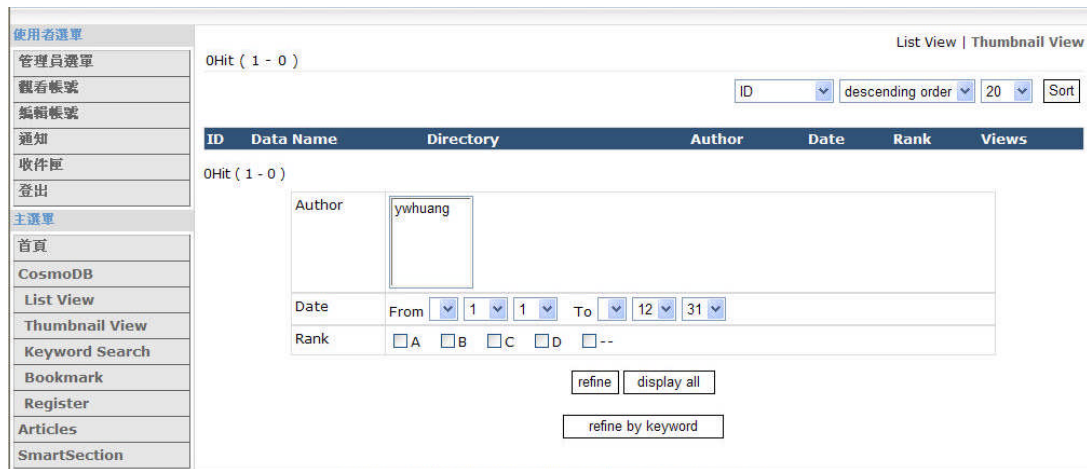 使用者選單
管理員選單
觀看帳號
編輯帳號
通知
收件匣
登出
主選單
首頁
CosmoDB
List View
Thumbnail View
Keyword Search
Bookmark
Register
Articles
SmartSection
List View | Thumbnail View
0Hit ( 1 - 0 )
ID descending order 20 Sort
ID Data Name Directory Author Date Rank Views
0Hit ( 1 - 0 )
Author ywhuang
Date From 1 1 To 12 31
Rank A B C D --
refine display all
refine by keyword